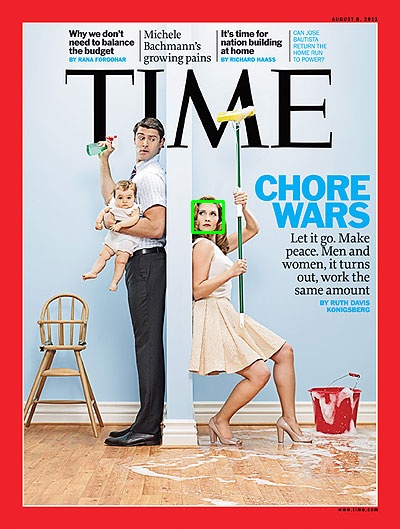 AUGUST 8, 2011
Why we don't
need to balance
the budget
BY RANA FOROOHAR
Michele
Bachmann's
growing pains
It's time for
nation building
at home
BY RICHARD HAASS
CAN JOSE
BAUTISTA
RETURN THE
HOME RUN
TO POWER?
TIME
CHORE
WARS
Let it go. Make
peace. Men and
women, it turns
out, work the
same amount
BY RUTH DAVIS
KONIGSBERG
www.time.com